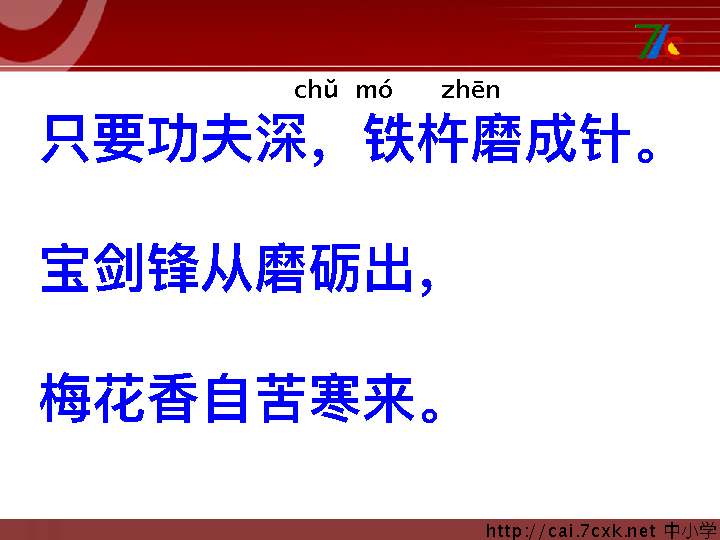 chǔ mó zhēn
只要功夫深，铁杵磨成针。
宝剑锋从磨砺出，
梅花香自苦寒来。
http://cai.7cxk.net 中小学